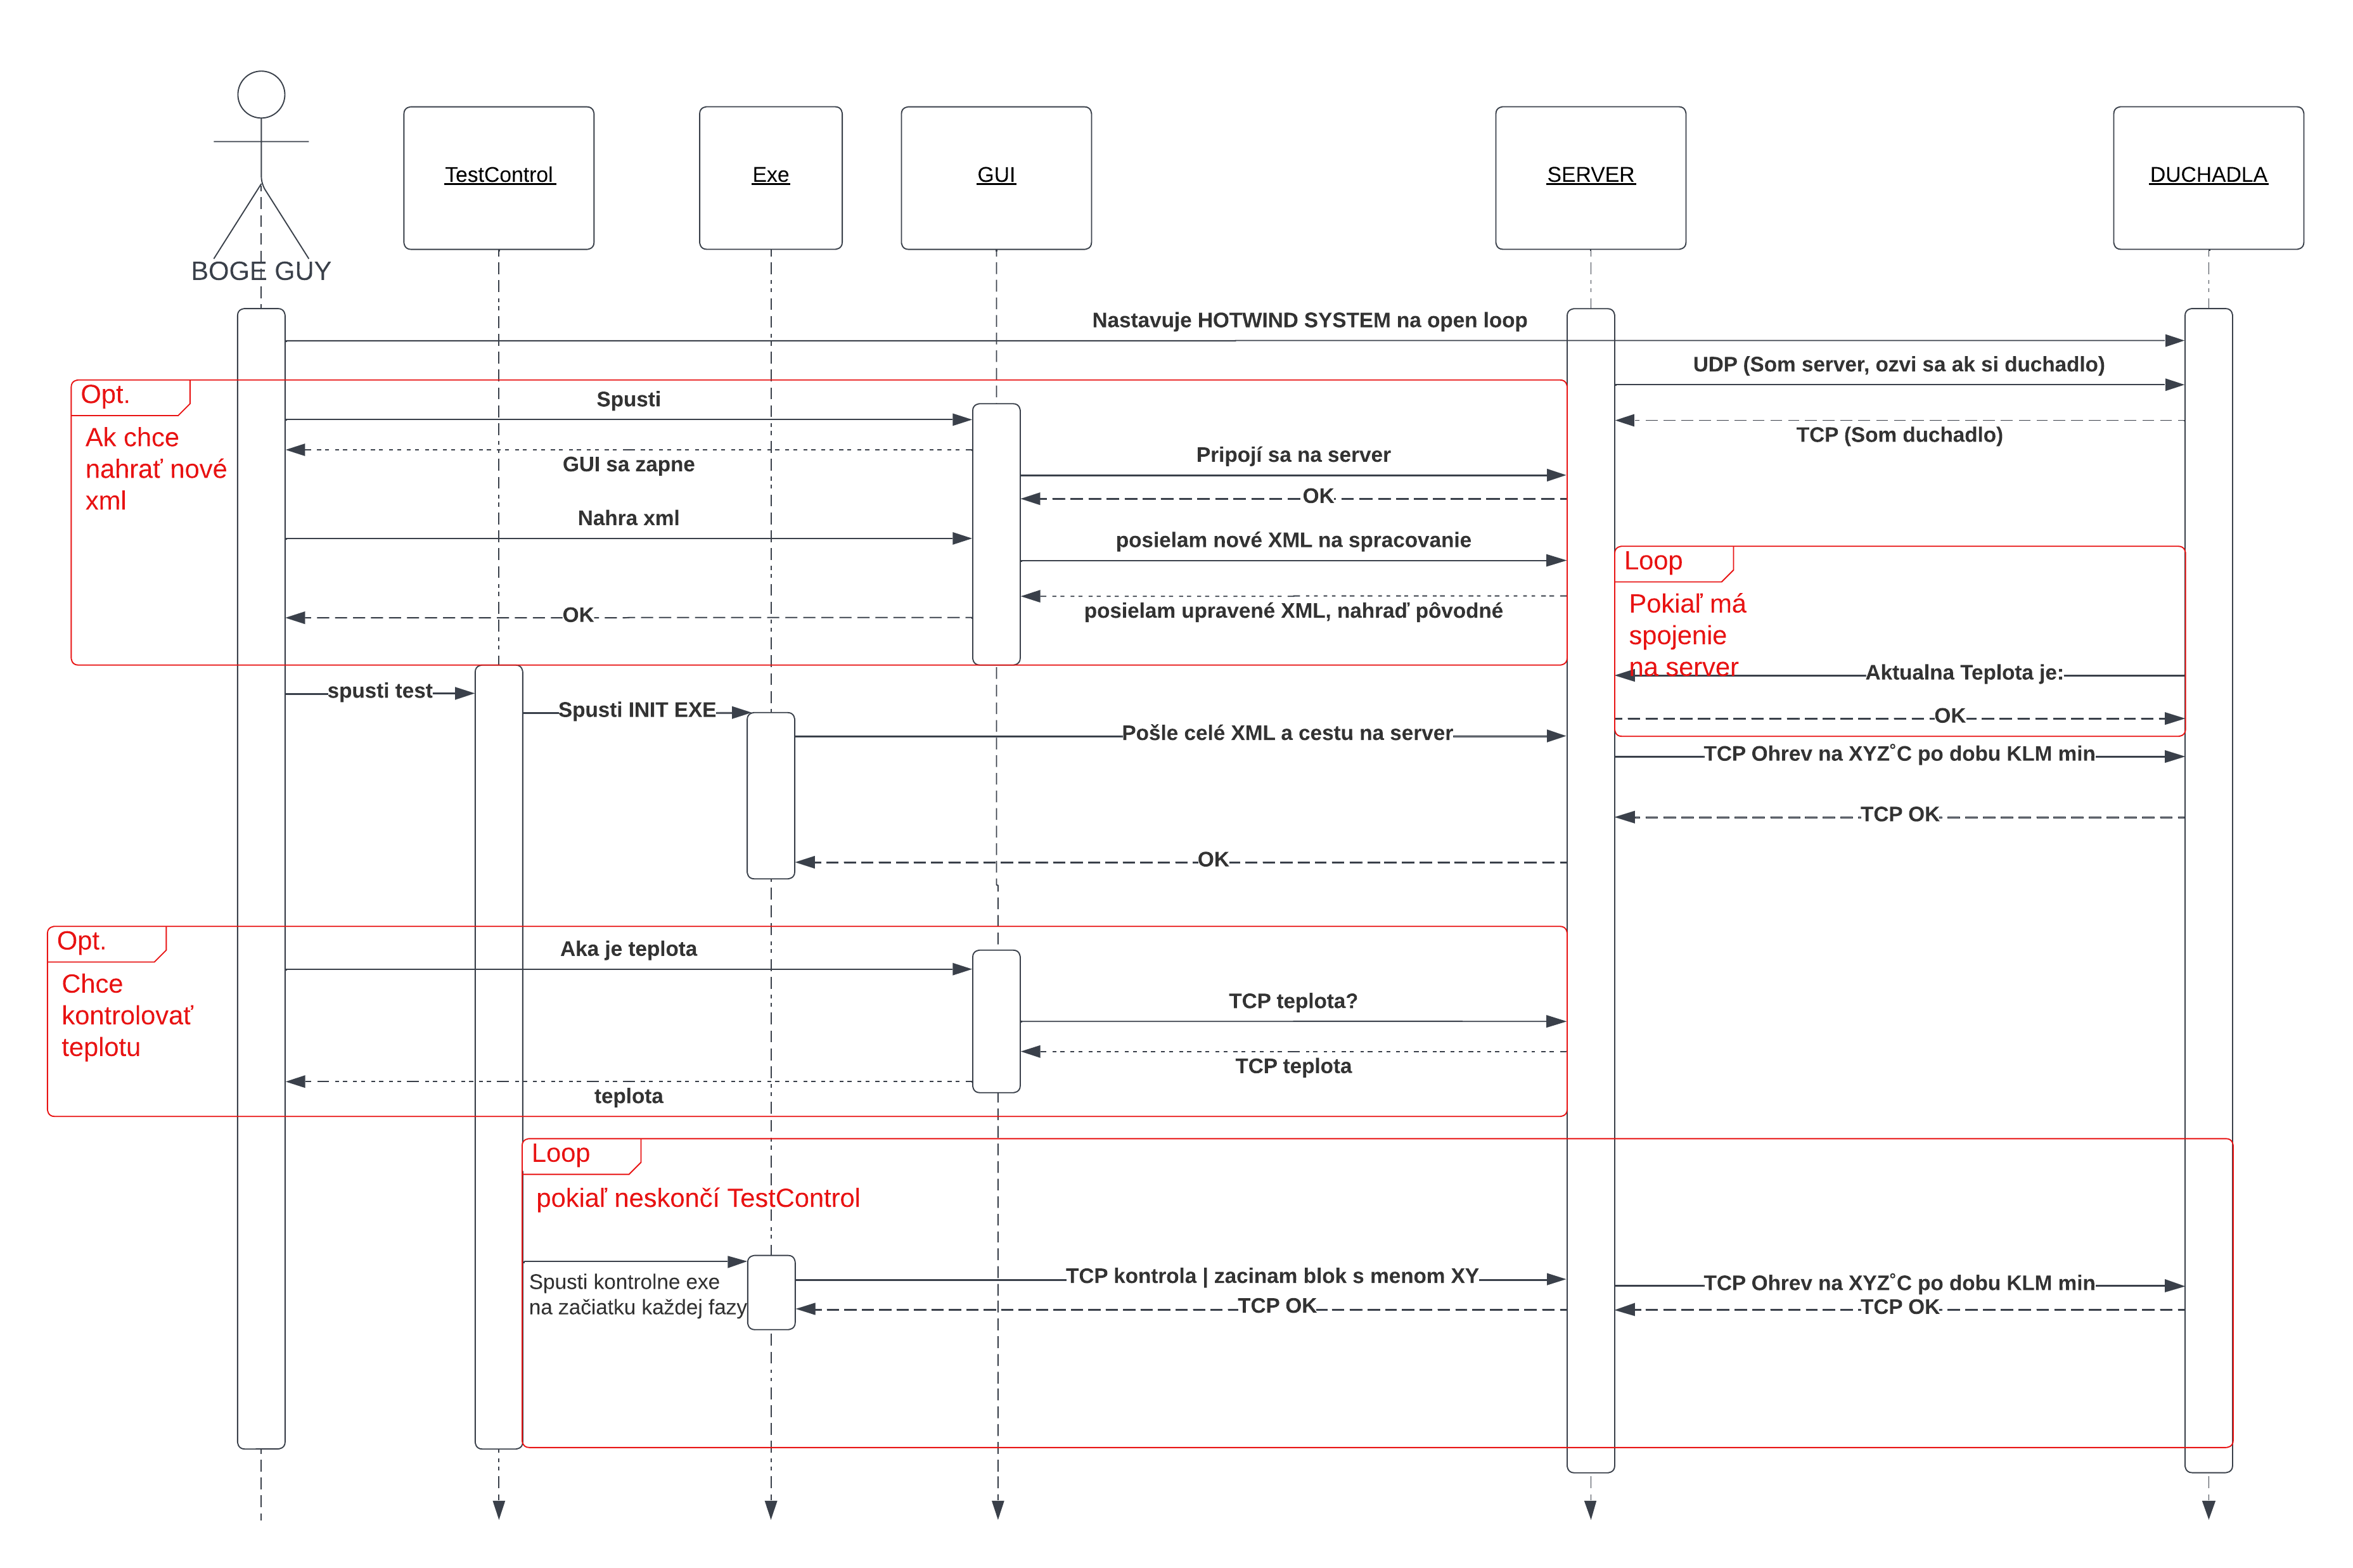 TestControl
Exe
GUI
SERVER
DUCHADLA
BOGE GUY
Nastavuje HOTWIND SYSTEM na open loop
UDP (Som server, ozvi sa ak si duchadlo)
Opt.
Spusti
Ak chce
nahrať nové
xml
TCP (Som duchadlo)
GUI sa zapne
Pripojí sa na server
OK
Nahra xml
posielam nové XML na spracovanie
Loop
Pokiaľ má
spojenie
na server
posielam upravené XML, nahraď pôvodné
OK
Aktualna Teplota je:
spusti test
Spusti INIT EXE
OK
Pošle celé XML a cestu na server
TCP Ohrev na XYZ˚C po dobu KLM min
TCP OK
OK
Opt.
Aka je teplota
Chce
kontrolovať
teplotu
TCP teplota?
TCP teplota
teplota
Loop
pokiaľ neskončí TestControl
Spusti kontrolne exe
na začiatku každej fazy
TCP kontrola | zacinam blok s menom XY
TCP Ohrev na XYZ˚C po dobu KLM min
TCP OK
TCP OK